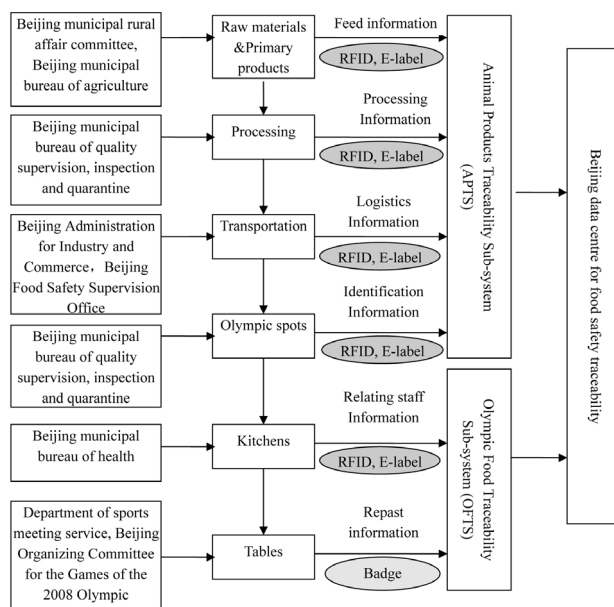 Beijing municipal rural
affair committee,
Beijing municipal
bureau of agriculture
Raw materials
&Primary
products
Feed information
RFID, E-label
Beijing municipal
bureau of quality
supervision, inspection
and quarantine
Processing
Processing
Information
RFID, E-label
Beijing Administration
for Industry and
Commerce，Beijing
Food Safety Supervision
Office
Transportation
Logistics
Information
RFID, E-label
Beijing municipal
bureau of quality
supervision, inspection
and quarantine
Olympic spots
Identification
Information
RFID, E-label
Animal Products Traceability Sub-system
(APTS)
Beijing municipal
bureau of health
Kitchens
Relating staff
Information
RFID, E-label
Department of sports
meeting service, Beijing
Organizing Committee
for the Games of the
2008 Olympic
Tables
Repast
information
Badge
Olympic Food Traceability
Sub-system (OFTS)
Beijing data centre for food safety traceability